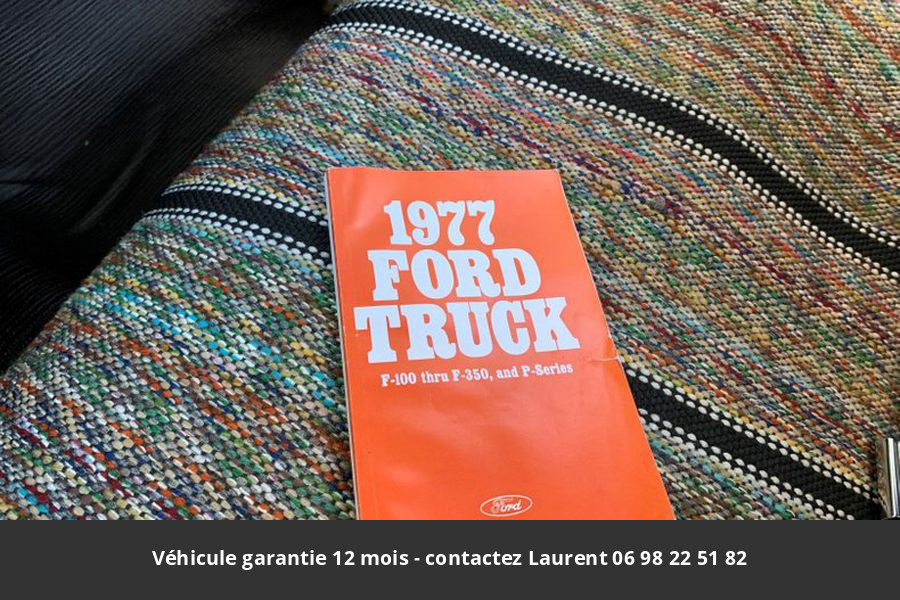 1977
FORD
TRUCK
F-100 thru F-350, and P-Series
Ford
Véhicule garantie 12 mois - contactez Laurent 06 98 22 51 82